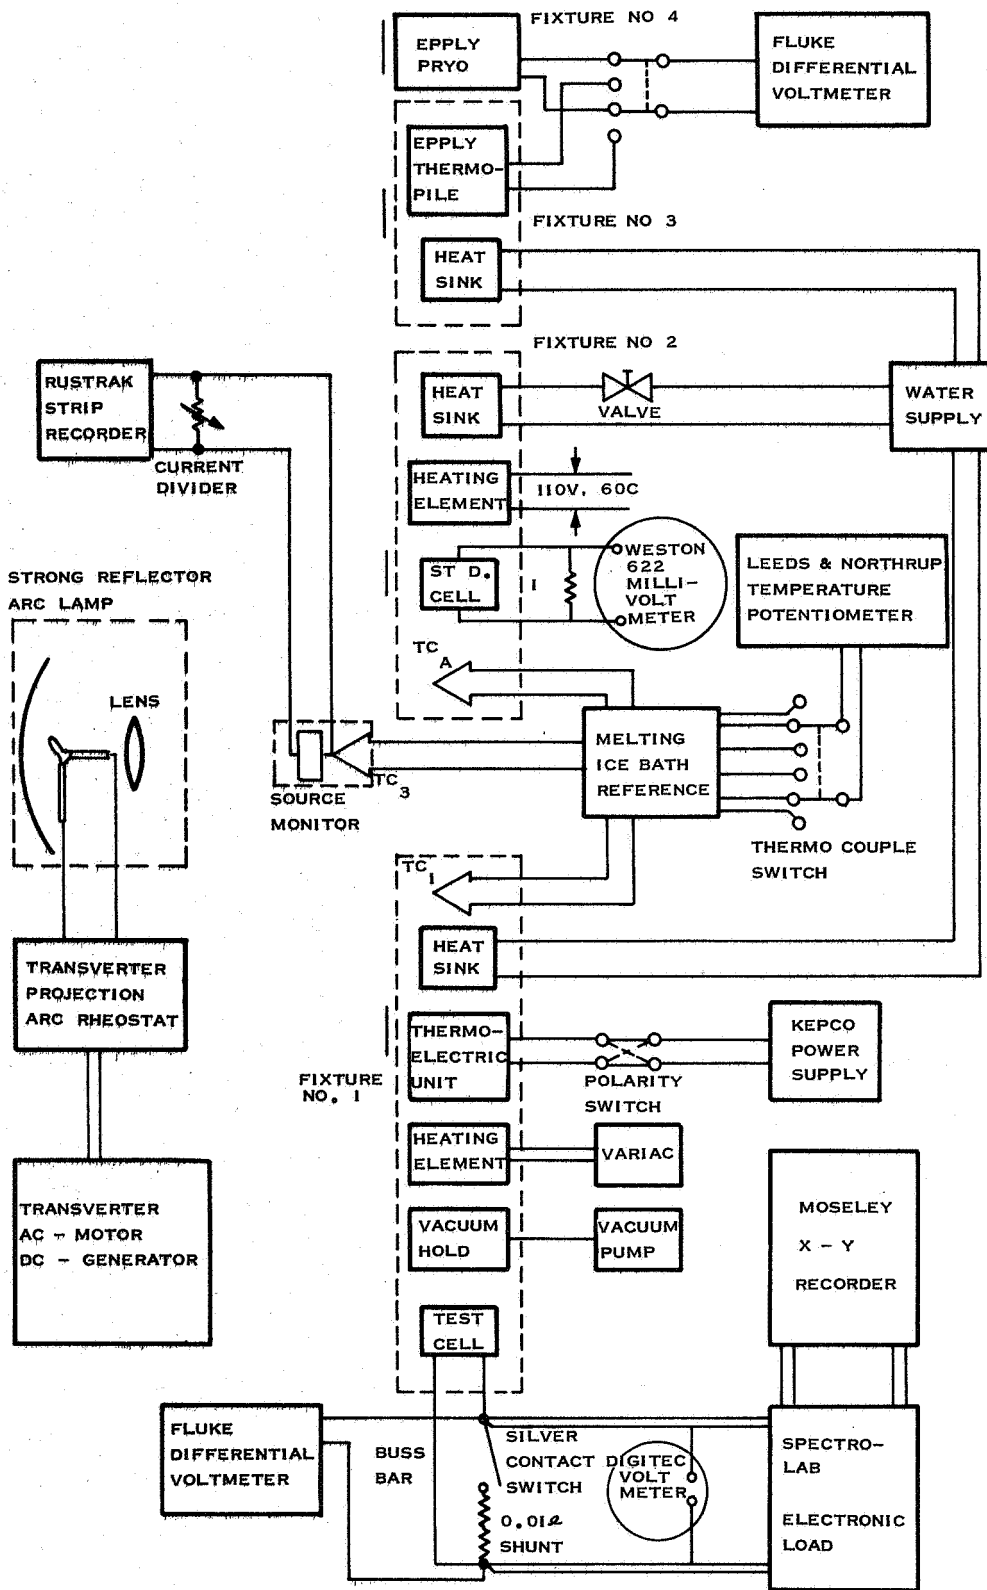 FIXTURE NO 4
EPPLY
PRYO
FLUKE
DIFFERENTIAL
VOLTMETER
EPPLY
THERMO-
PILE
FIXTURE NO 3
HEAT
SINK
FIXTURE NO 2
RUSTRAK
STRIP
RECORDER
CURRENT
DIVIDER
HEAT
SINK
VALVE
WATER
SUPPLY
HEATING
ELEMENT
110V, 60C
ST D.
CELL
1
WESTON
622
MILLI-
VOLT
METER
LEEDS & NORTHRUP
TEMPERATURE
POTENTIOMETER
STRONG REFLECTOR
ARC LAMP
LENS
TC A
SOURCE
MONITOR
TC 3
MELTING
ICE BATH
REFERENCE
THERMO COUPLE
SWITCH
TC 1
HEAT
SINK
TRANSVERTER
PROJECTION
ARC RHEOSTAT
THERMO-
ELECTRIC
UNIT
FIXTURE
NO. 1
POLARITY
SWITCH
KEPCO
POWER
SUPPLY
HEATING
ELEMENT
VARIAC
TRANSVERTER
AC - MOTOR
DC - GENERATOR
VACUUM
HOLD
VACUUM
PUMP
MOSELEY
X - Y
RECORDER
TEST
CELL
FLUKE
DIFFERENTIAL
VOLTMETER
BUSS
BAR
SILVER
CONTACT
SWITCH
0.01Ω
SHUNT
DIGITEC
VOLT
METER
SPECTRO-
LAB
ELECTRONIC
LOAD